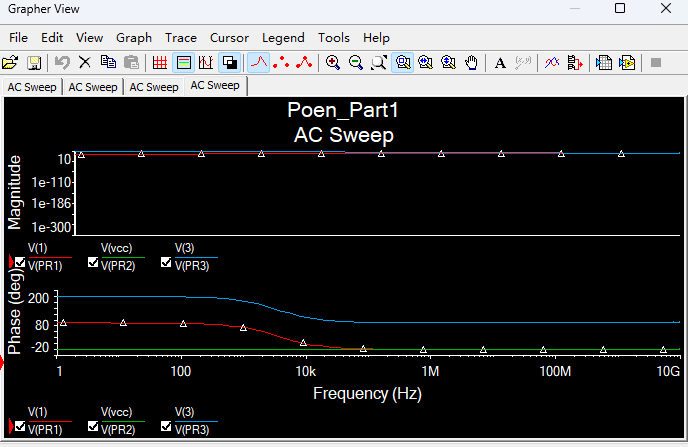 Grapher View
File Edit View Graph Trace Cursor Legend Tools Help
A
AC Sweep AC Sweep AC Sweep AC Sweep
Poen_Part1
AC Sweep
Magnitude
10
1e-110
1e-186
1e-300
V(1) V(vcc) V(3)
V(PR1) V(PR2) V(PR3)
Phase (deg)
200
80
-20
1 100 10k 1M 100M 10G
Frequency (Hz)
V(1) V(vcc) V(3)
V(PR1) V(PR2) V(PR3)